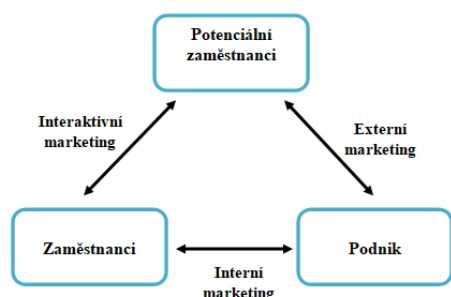 Potenciální
zaměstnanci
Interaktivní
marketing
Externí
marketing
Zaměstnanci
Podnik
Interní
marketing